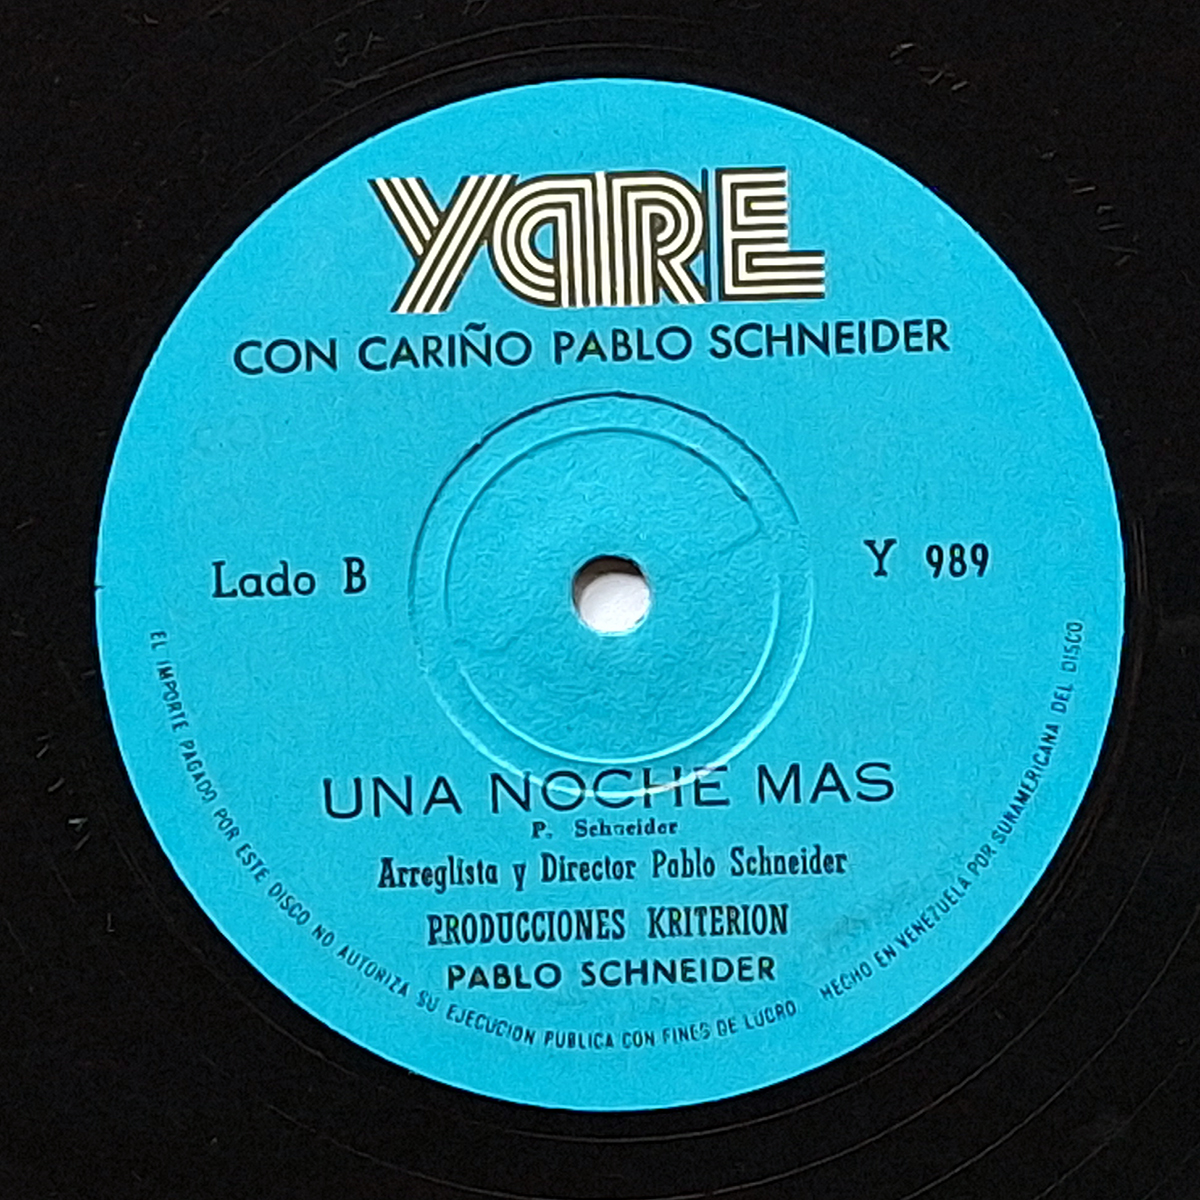 YARE
CON CARIÑO PABLO SCHNEIDER
Lado B
Y 989
UNA NOCHE MAS
P. Schneider
Arreglista y Director Pablo Schneider
PRODUCCIONES KRITERION
PABLO SCHNEIDER
EL IMPORTE PAGADO POR ESTE DISCO NO AUTORIZA SU EJECUCION PUBLICA CON FINES DE LUCRO HECHO EN VENEZUELA POR SURAMERICANA DEL DISCO